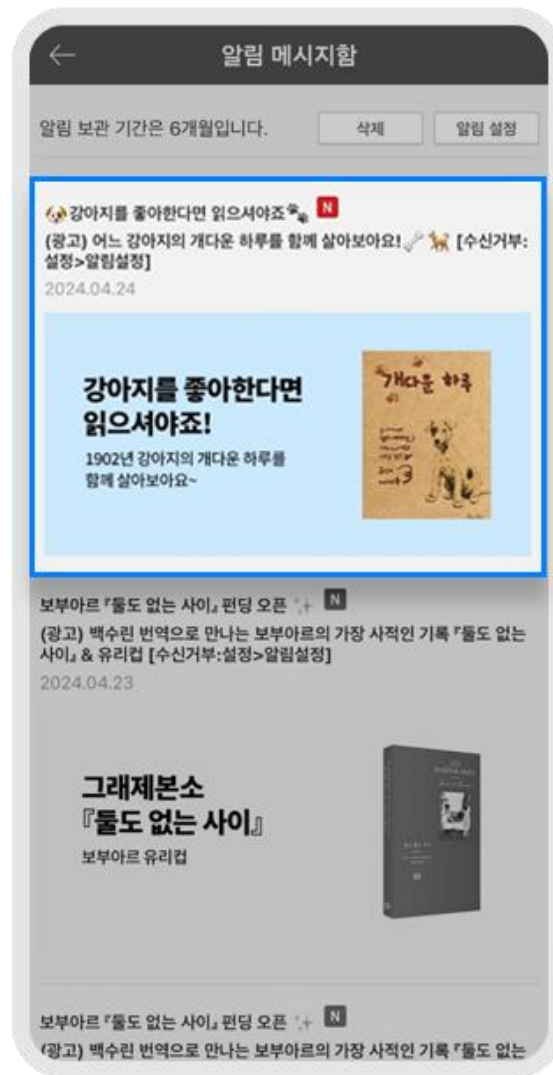 알림 메시지함
알림 보관 기간은 6개월입니다.
삭제
알림 설정
강아지를 좋아한다면 읽으셔야죠 N
(광고) 어느 강아지의 개다운 하루를 함께 살아보아요! [수신거부:
설정>알림설정]
2024.04.24
강아지를 좋아한다면
읽으셔야죠!
1902년 강아지의 개다운 하루를
함께 살아보아요~
개다운 하루
보부아르 『둘도 없는 사이』 펀딩 오픈 N
(광고) 백수린 번역으로 만나는 보부아르의 가장 사적인 기록 『둘도 없는
사이』 & 유리컵 [수신거부:설정>알림설정]
2024.04.23
그래제본소
『둘도 없는 사이』
보부아르 유리컵
보부아르 『둘도 없는 사이』 펀딩 오픈 N
(광고) 백수린 번역으로 만나는 보부아르의 가장 사적인 기록 『둘도 없는